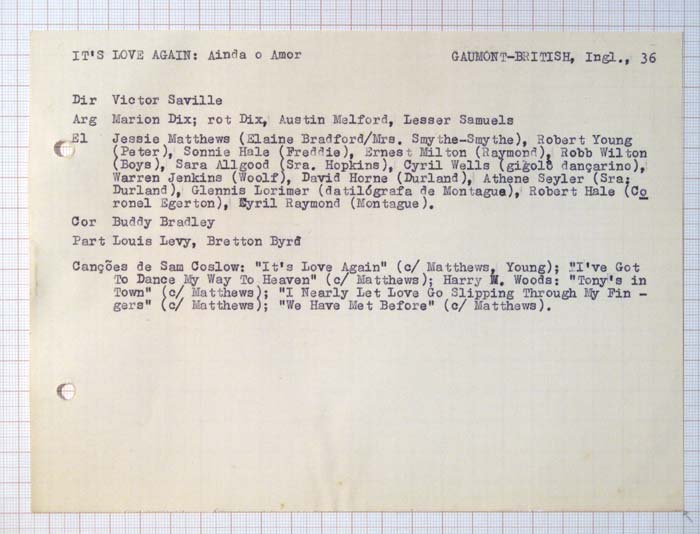 IT'S LOVE AGAIN: Ainda o Amor GAUMONT-BRITISH, Ingl., 36
Dir Victor Saville
Arg Marion Dix; rot Dix, Austin Melford, Lesser Samuels
El Jessie Matthews (Elaine Bradford/Mrs. Smythe-Smythe), Robert Young
(Peter), Sonnie Hale (Freddie), Ernest Milton (Raymond), Robb Wilton
(Boys), Sara Allgood (Sra. Hopkins), Cyril Wells (gigolô dançarino),
Warren Jenkins (Woolf), David Horne (Durland), Athene Seyler (Sra.
Durland), Glennis Lorimer (datilógrafa de Montague), Robert Hale (Co
ronel Egerton), Cyril Raymond (Montague).
Cor Buddy Bradley
Part Louis Levy, Bretton Byrd
Canções de Sam Coslow: "It's Love Again" (c/ Matthews, Young); "I've Got
To Dance My Way To Heaven" (c/ Matthews); Harry M. Woods: "Tony's in
Town" (c/ Matthews); "I Nearly Let Love Go Slipping Through My Fin -
gers" (c/ Matthews); "We Have Met Before" (c/ Matthews).